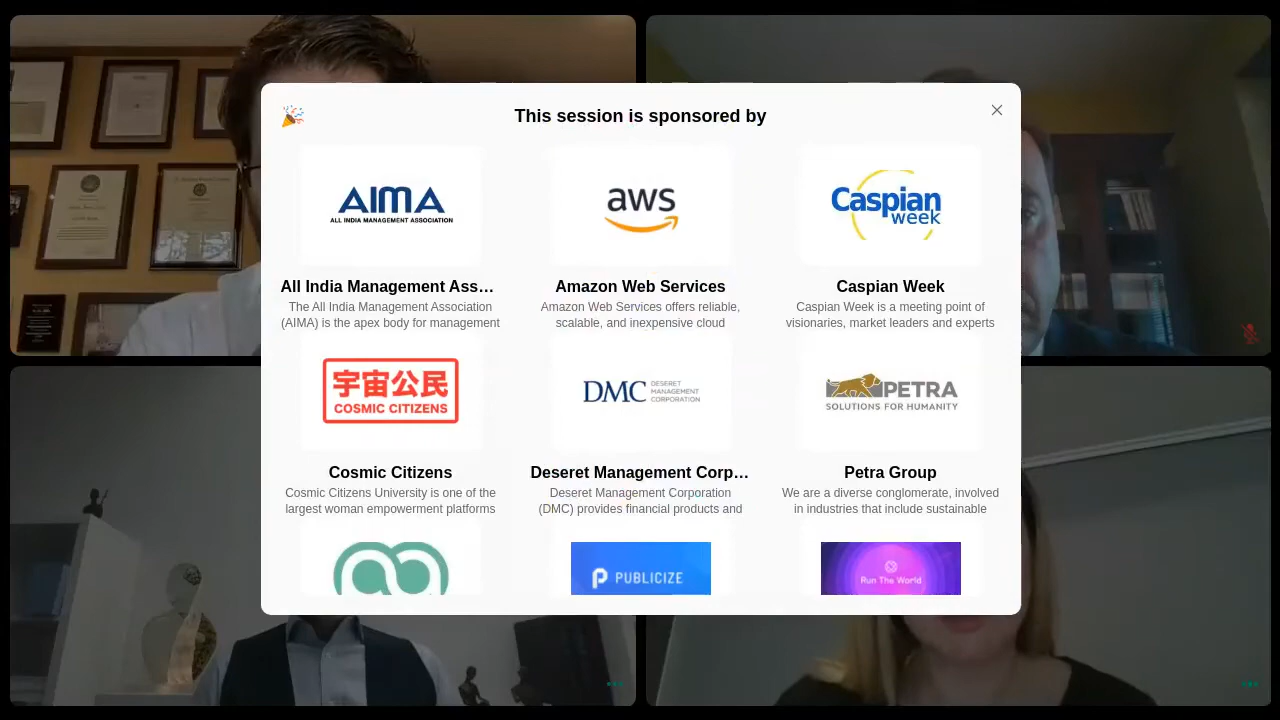 This session is sponsored by
AIMA
ALL INDIA MANAGEMENT ASSOCIATION
aws
Caspian
week
All India Management Ass...
Amazon Web Services
Caspian Week
The All India Management Association
(AIMA) is the apex body for management
Amazon Web Services offers reliable,
scalable, and inexpensive cloud
Caspian Week is a meeting point of
visionaries, market leaders and experts
宇宙公民
COSMIC CITIZENS
DMC
DESERET
MANAGEMENT
CORPORATION
PETRA
SOLUTIONS FOR HUMANITY
Cosmic Citizens
Deseret Management Corp...
Petra Group
Cosmic Citizens University is one of the
largest woman empowerment platforms
Deseret Management Corporation
(DMC) provides financial products and
We are a diverse conglomerate, involved
in industries that include sustainable
PUBLICIZE
Run The World